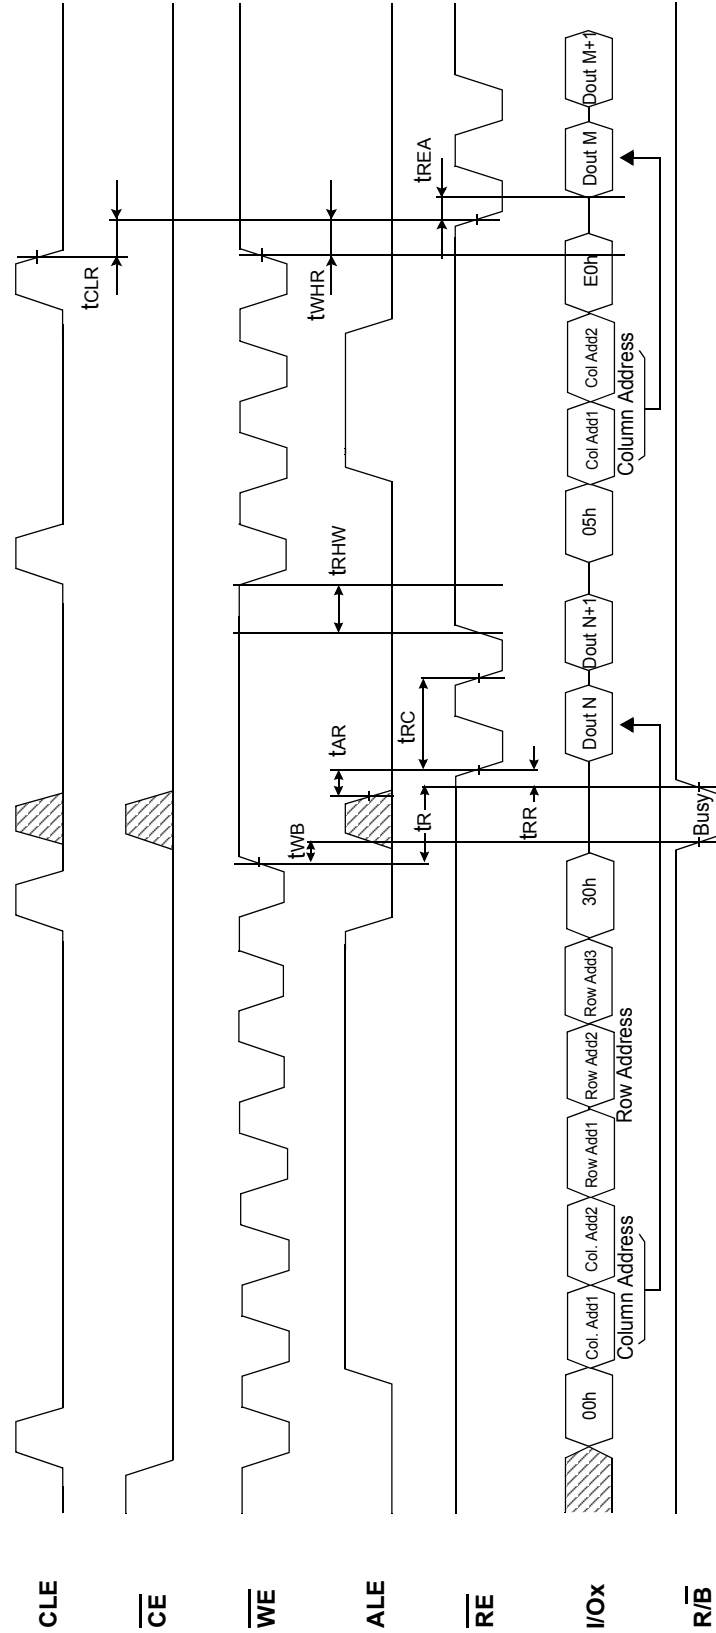 CLE
CE
WE
ALE
RE
I/Ox
R/B
tCLR
tWHR
tREA
tRHW
tAR
tRC
tWB
tR
tRR
00h
Col. Add1
Col. Add2
Row Add1
Row Add2
Row Add3
30h
Dout N
Dout N+1
05h
Col Add1
Col Add2
E0h
Dout M
Dout M+1
Column Address
Row Address
Column Address
Busy